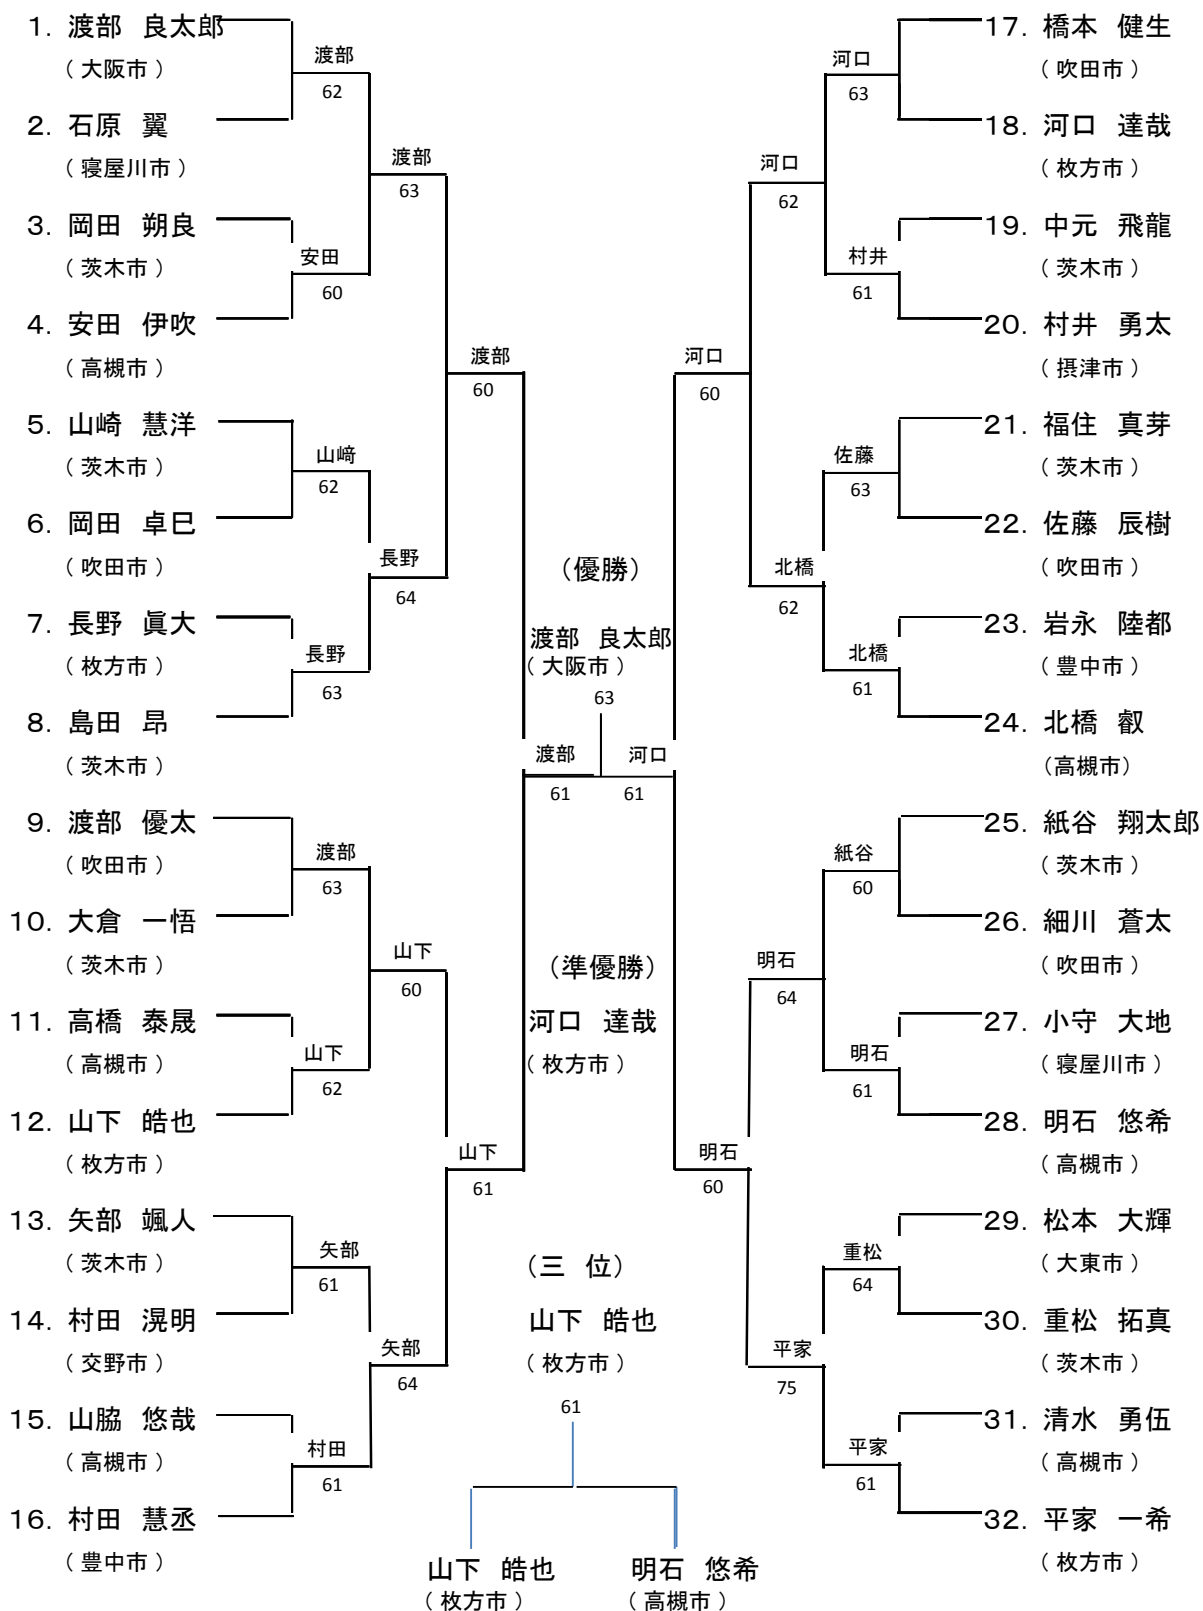 1. 渡部 良太郎
（ 大阪市 ）
2. 石原 翼
（ 寝屋川市 ）
3. 岡田 朔良
（ 茨木市 ）
4. 安田 伊吹
（ 高槻市 ）
5. 山崎 慧洋
（ 茨木市 ）
6. 岡田 卓巳
（ 吹田市 ）
7. 長野 眞大
（ 枚方市 ）
8. 島田 昂
（ 茨木市 ）
9. 渡部 優太
（ 吹田市 ）
10. 大倉 一悟
（ 茨木市 ）
11. 高橋 泰晟
（ 高槻市 ）
12. 山下 皓也
（ 枚方市 ）
13. 矢部 颯人
（ 茨木市 ）
14. 村田 滉明
（ 交野市 ）
15. 山脇 悠哉
（ 高槻市 ）
16. 村田 慧丞
（ 豊中市 ）
渡部
62
安田
60
山﨑
62
長野
63
渡部
63
山下
62
矢部
61
村田
61
渡部
63
長野
64
山下
60
矢部
64
渡部
60
山下
61
渡部
61
（優勝）
渡部 良太郎
（ 大阪市 ）
63
（準優勝）
河口 達哉
（ 枚方市 ）
（三 位）
山下 皓也
（ 枚方市 ）
61
山下 皓也
（ 枚方市 ）
明石 悠希
（ 高槻市 ）
河口
61
河口
60
明石
60
河口
62
北橋
62
明石
64
平家
75
河口
63
村井
61
佐藤
63
北橋
61
紙谷
60
明石
61
重松
64
平家
61
17. 橋本 健生
（ 吹田市 ）
18. 河口 達哉
（ 枚方市 ）
19. 中元 飛龍
（ 茨木市 ）
20. 村井 勇太
（ 摂津市 ）
21. 福住 真芽
（ 茨木市 ）
22. 佐藤 辰樹
（ 吹田市 ）
23. 岩永 陸都
（ 豊中市 ）
24. 北橋 叡
（高槻市）
25. 紙谷 翔太郎
（ 茨木市 ）
26. 細川 蒼太
（ 吹田市 ）
27. 小守 大地
（ 寝屋川市 ）
28. 明石 悠希
（ 高槻市 ）
29. 松本 大輝
（ 大東市 ）
30. 重松 拓真
（ 茨木市 ）
31. 清水 勇伍
（ 高槻市 ）
32. 平家 一希
（ 枚方市 ）